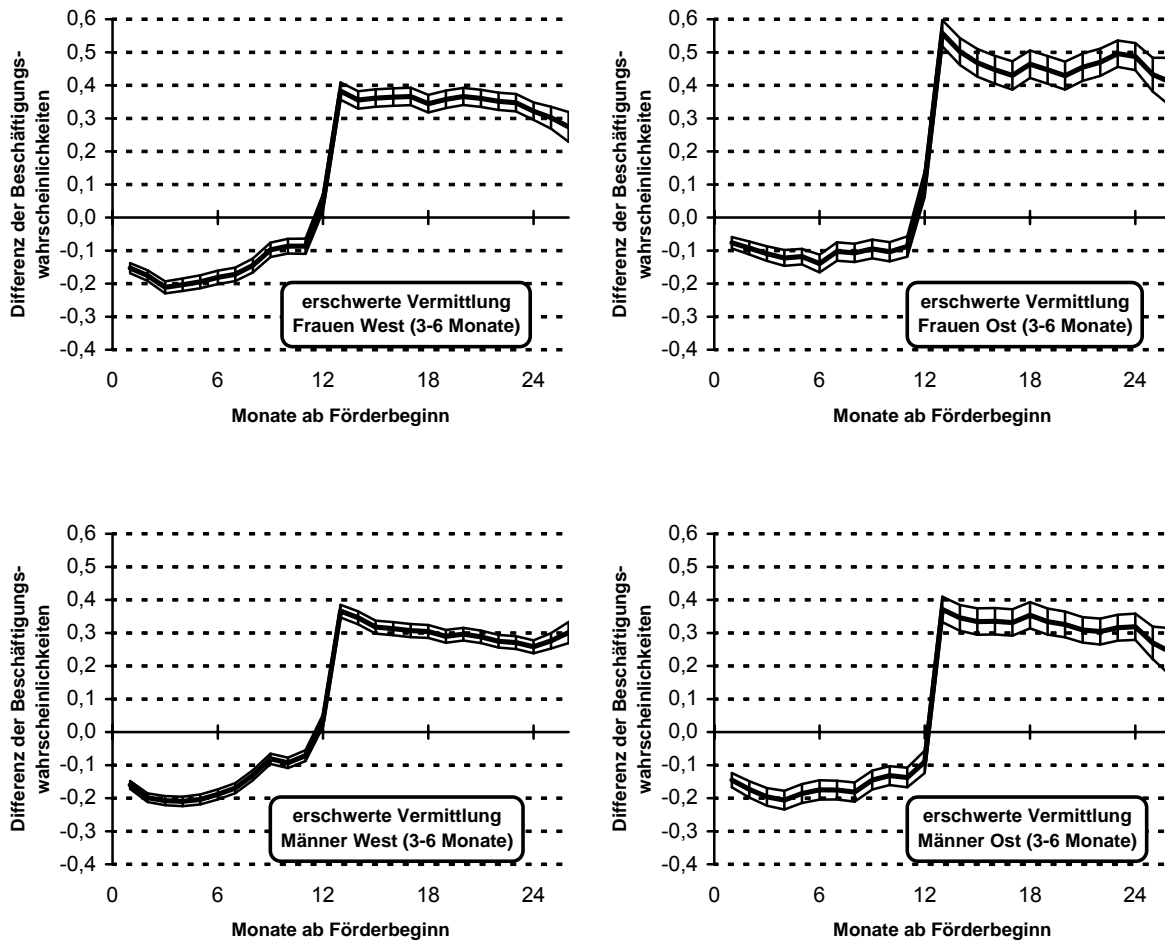 Differenz der Beschäftigungs-
wahrscheinlichkeiten
0,6
0,5
0,4
0,3
0,2
0,1
0,0
-0,1
-0,2
-0,3
-0,4
erschwerte Vermittlung
Frauen West (3-6 Monate)
0 6 12 18 24
Monate ab Förderbeginn
Differenz der Beschäftigungs-
wahrscheinlichkeiten
0,6
0,5
0,4
0,3
0,2
0,1
0,0
-0,1
-0,2
-0,3
-0,4
erschwerte Vermittlung
Frauen Ost (3-6 Monate)
0 6 12 18 24
Monate ab Förderbeginn
Differenz der Beschäftigungs-
wahrscheinlichkeiten
0,6
0,5
0,4
0,3
0,2
0,1
0,0
-0,1
-0,2
-0,3
-0,4
erschwerte Vermittlung
Männer West (3-6 Monate)
0 6 12 18 24
Monate ab Förderbeginn
Differenz der Beschäftigungs-
wahrscheinlichkeiten
0,6
0,5
0,4
0,3
0,2
0,1
0,0
-0,1
-0,2
-0,3
-0,4
erschwerte Vermittlung
Männer Ost (3-6 Monate)
0 6 12 18 24
Monate ab Förderbeginn